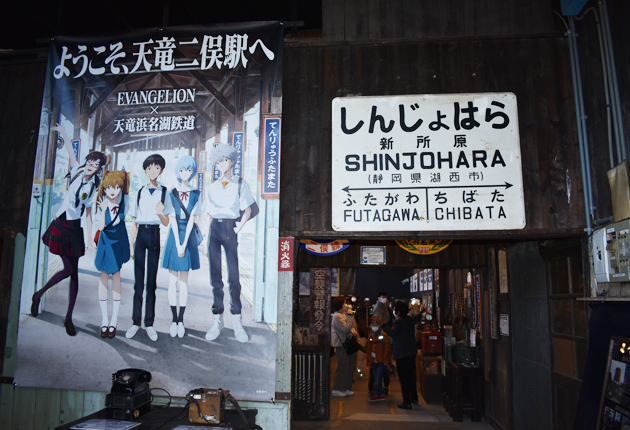 ようこそ、天竜二俣駅へ
EVANGELION
×
天竜浜名湖鉄道
てんりゅうふたまた
しんじょはら
新所原
SHINJOHARA
(静岡県湖西市)
ふたがわ ちばた
FUTAGAWA CHIBATA
消火器